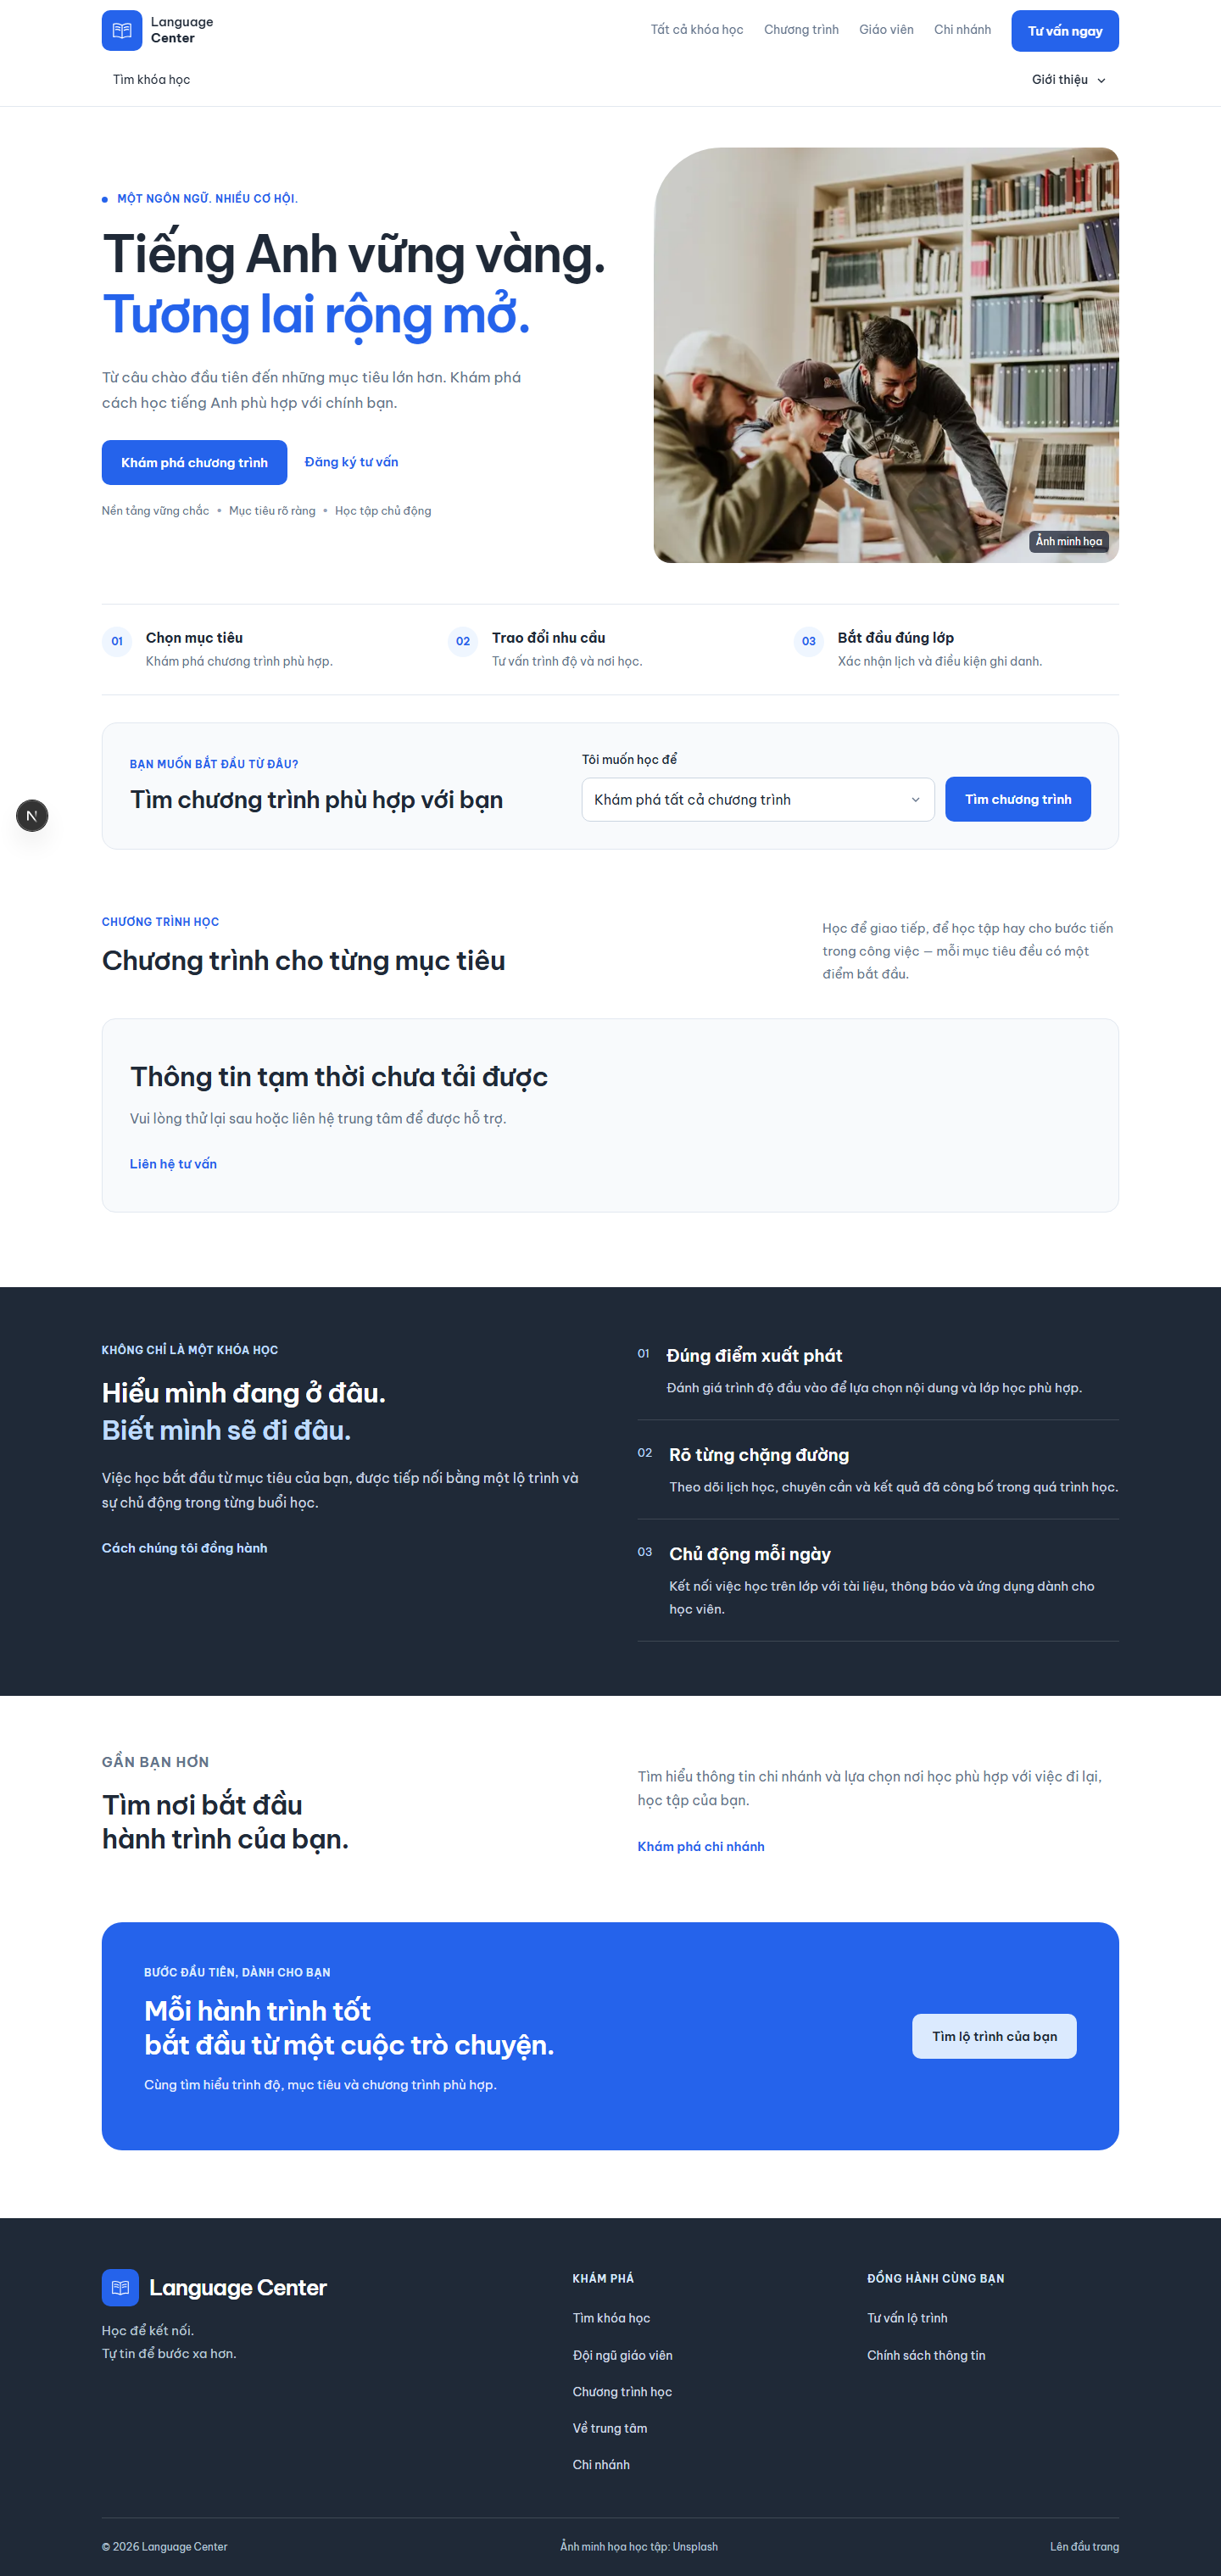 Language
Center
Tất cả khóa học
Chương trình
Giáo viên
Chi nhánh
Tư vấn ngay
Tìm khóa học
Giới thiệu
MỘT NGÔN NGỮ. NHIỀU CƠ HỘI.
Tiếng Anh vững vàng.
Tương lai rộng mở.
Từ câu chào đầu tiên đến những mục tiêu lớn hơn. Khám phá
cách học tiếng Anh phù hợp với chính bạn.
Khám phá chương trình
Đăng ký tư vấn
Nền tảng vững chắc • Mục tiêu rõ ràng • Học tập chủ động
Ảnh minh họa
01
Chọn mục tiêu
Khám phá chương trình phù hợp.
02
Trao đổi nhu cầu
Tư vấn trình độ và nơi học.
03
Bắt đầu đúng lớp
Xác nhận lịch và điều kiện ghi danh.
BẠN MUỐN BẮT ĐẦU TỪ ĐÂU?
Tìm chương trình phù hợp với bạn
Tôi muốn học để
Khám phá tất cả chương trình
Tìm chương trình
N
CHƯƠNG TRÌNH HỌC
Chương trình cho từng mục tiêu
Học để giao tiếp, để học tập hay cho bước tiến
trong công việc — mỗi mục tiêu đều có một
điểm bắt đầu.
Thông tin tạm thời chưa tải được
Vui lòng thử lại sau hoặc liên hệ trung tâm để được hỗ trợ.
Liên hệ tư vấn
KHÔNG CHỈ LÀ MỘT KHÓA HỌC
Hiểu mình đang ở đâu.
Biết mình sẽ đi đâu.
Việc học bắt đầu từ mục tiêu của bạn, được tiếp nối bằng một lộ trình và
sự chủ động trong từng buổi học.
Cách chúng tôi đồng hành
01
Đúng điểm xuất phát
Đánh giá trình độ đầu vào để lựa chọn nội dung và lớp học phù hợp.
02
Rõ từng chặng đường
Theo dõi lịch học, chuyên cần và kết quả đã công bố trong quá trình học.
03
Chủ động mỗi ngày
Kết nối việc học trên lớp với tài liệu, thông báo và ứng dụng dành cho
học viên.
GẦN BẠN HƠN
Tìm nơi bắt đầu
hành trình của bạn.
Tìm hiểu thông tin chi nhánh và lựa chọn nơi học phù hợp với việc đi lại,
học tập của bạn.
Khám phá chi nhánh
BƯỚC ĐẦU TIÊN, DÀNH CHO BẠN
Mỗi hành trình tốt
bắt đầu từ một cuộc trò chuyện.
Cùng tìm hiểu trình độ, mục tiêu và chương trình phù hợp.
Tìm lộ trình của bạn
Language Center
Học để kết nối.
Tự tin để bước xa hơn.
KHÁM PHÁ
Tìm khóa học
Đội ngũ giáo viên
Chương trình học
Về trung tâm
Chi nhánh
ĐỒNG HÀNH CÙNG BẠN
Tư vấn lộ trình
Chính sách thông tin
© 2026 Language Center
Ảnh minh họa học tập: Unsplash
Lên đầu trang